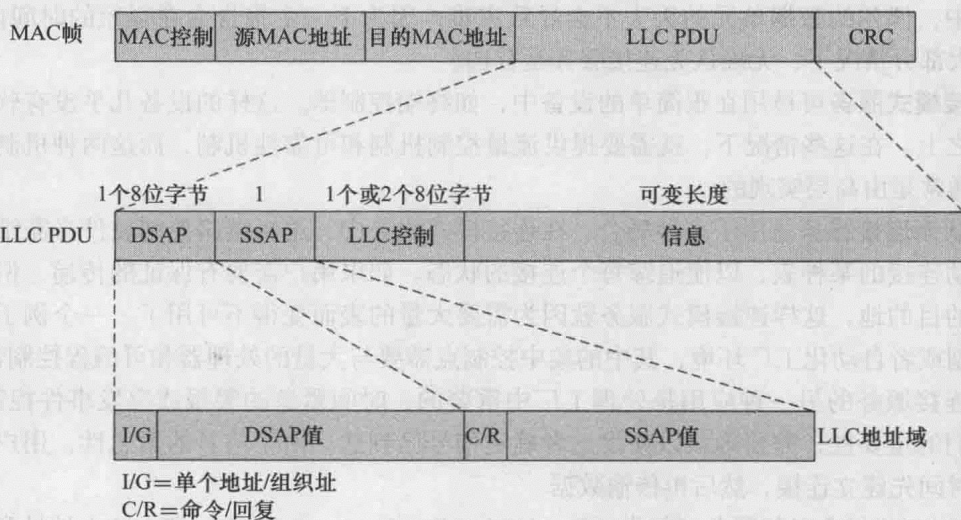 MAC帧 MAC控制 源MAC地址 目的MAC地址 LLC PDU CRC
1个8位字节 1 1个或2个8位字节 可变长度
LLC PDU DSAP SSAP LLC控制 信息
I/G DSAP值 C/R SSAP值 LLC地址域
I/G=单个地址/组织址
C/R=命令/回复